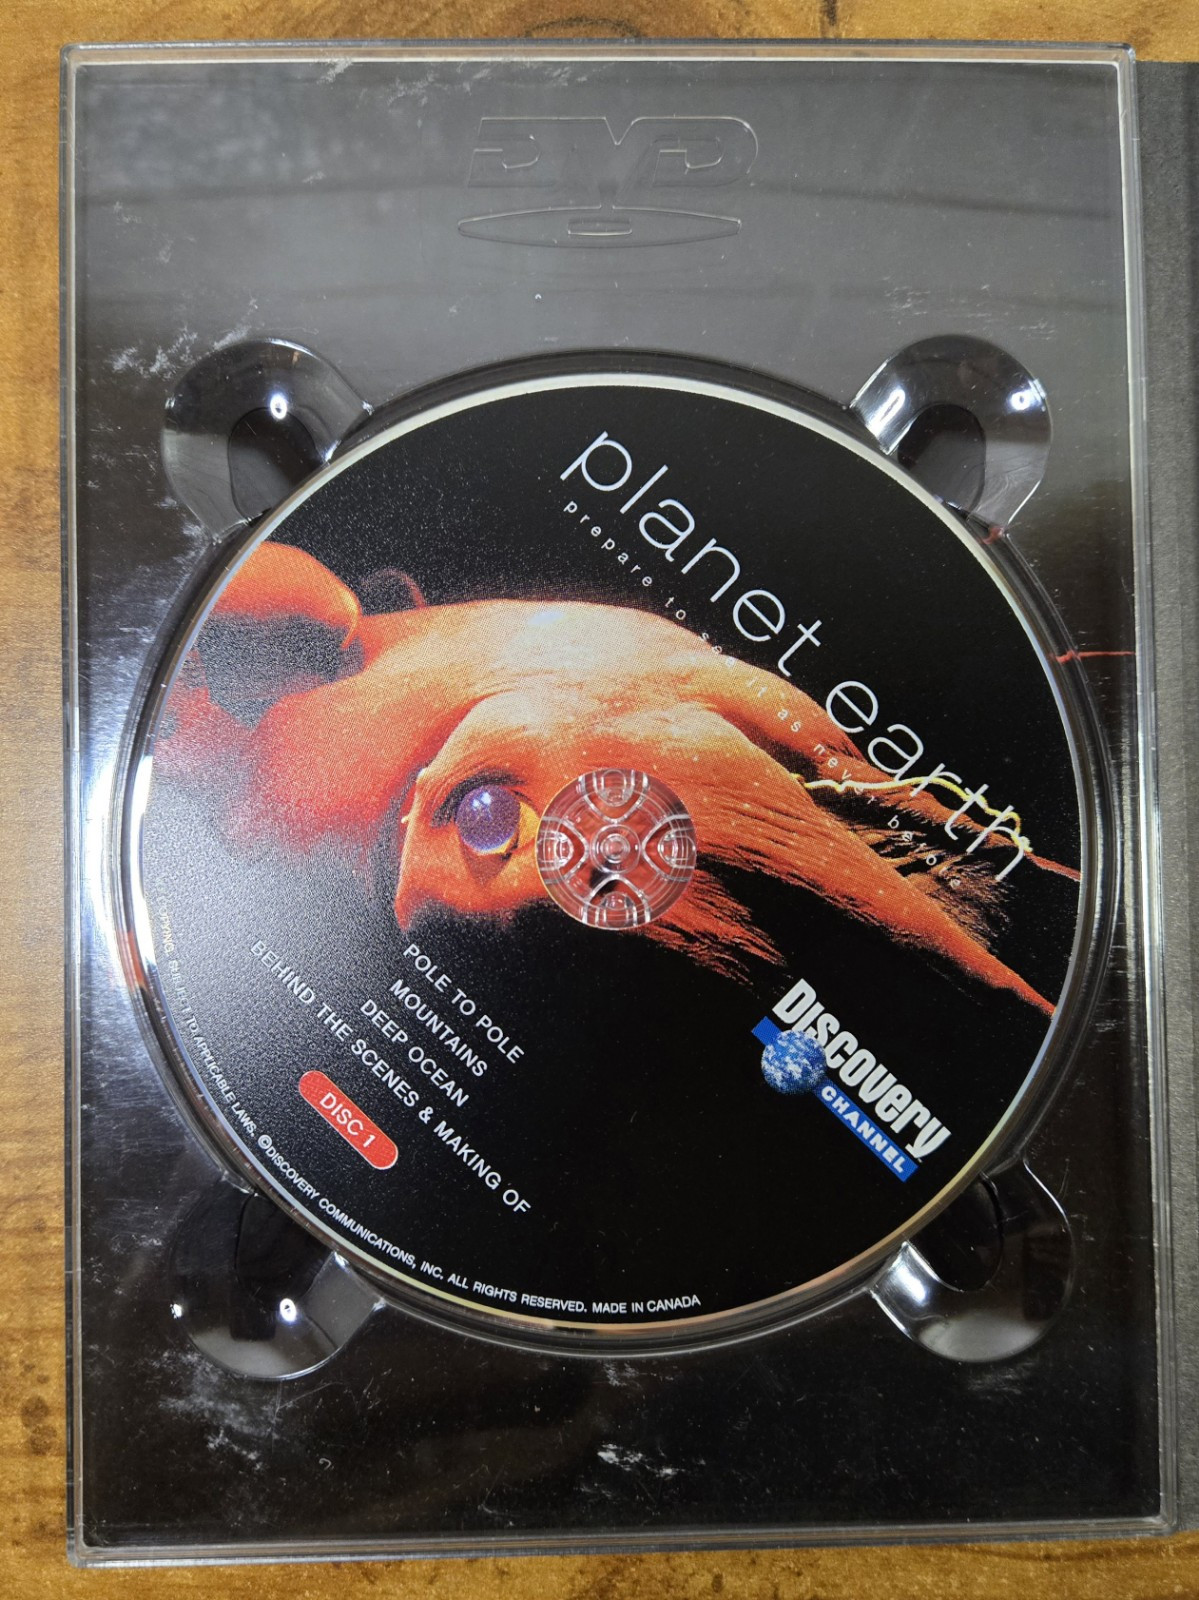 DVD
planet earth
prepare to see it as never before
POLE TO POLE
MOUNTAINS
DEEP OCEAN
BEHIND THE SCENES & MAKING OF
DISC 1
DISCOVERY
CHANNEL
TO APPLICABLE LAWS. ©DISCOVERY COMMUNICATIONS, INC. ALL RIGHTS RESERVED. MADE IN CANADA